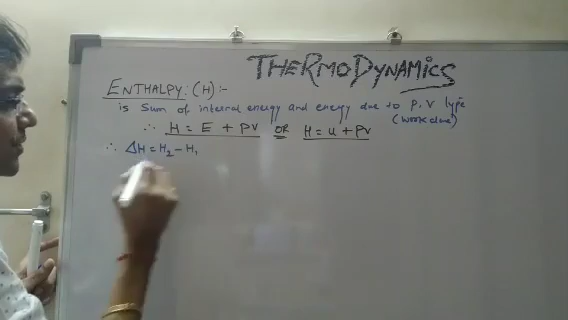 THERMODYNAMICS
ENTHALPY: (H) :-
is Sum of interal energy and energy due to P.V type
(work done)
∴ H = E + PV OR H = U + PV
∴ ΔH = H₂ - H₁